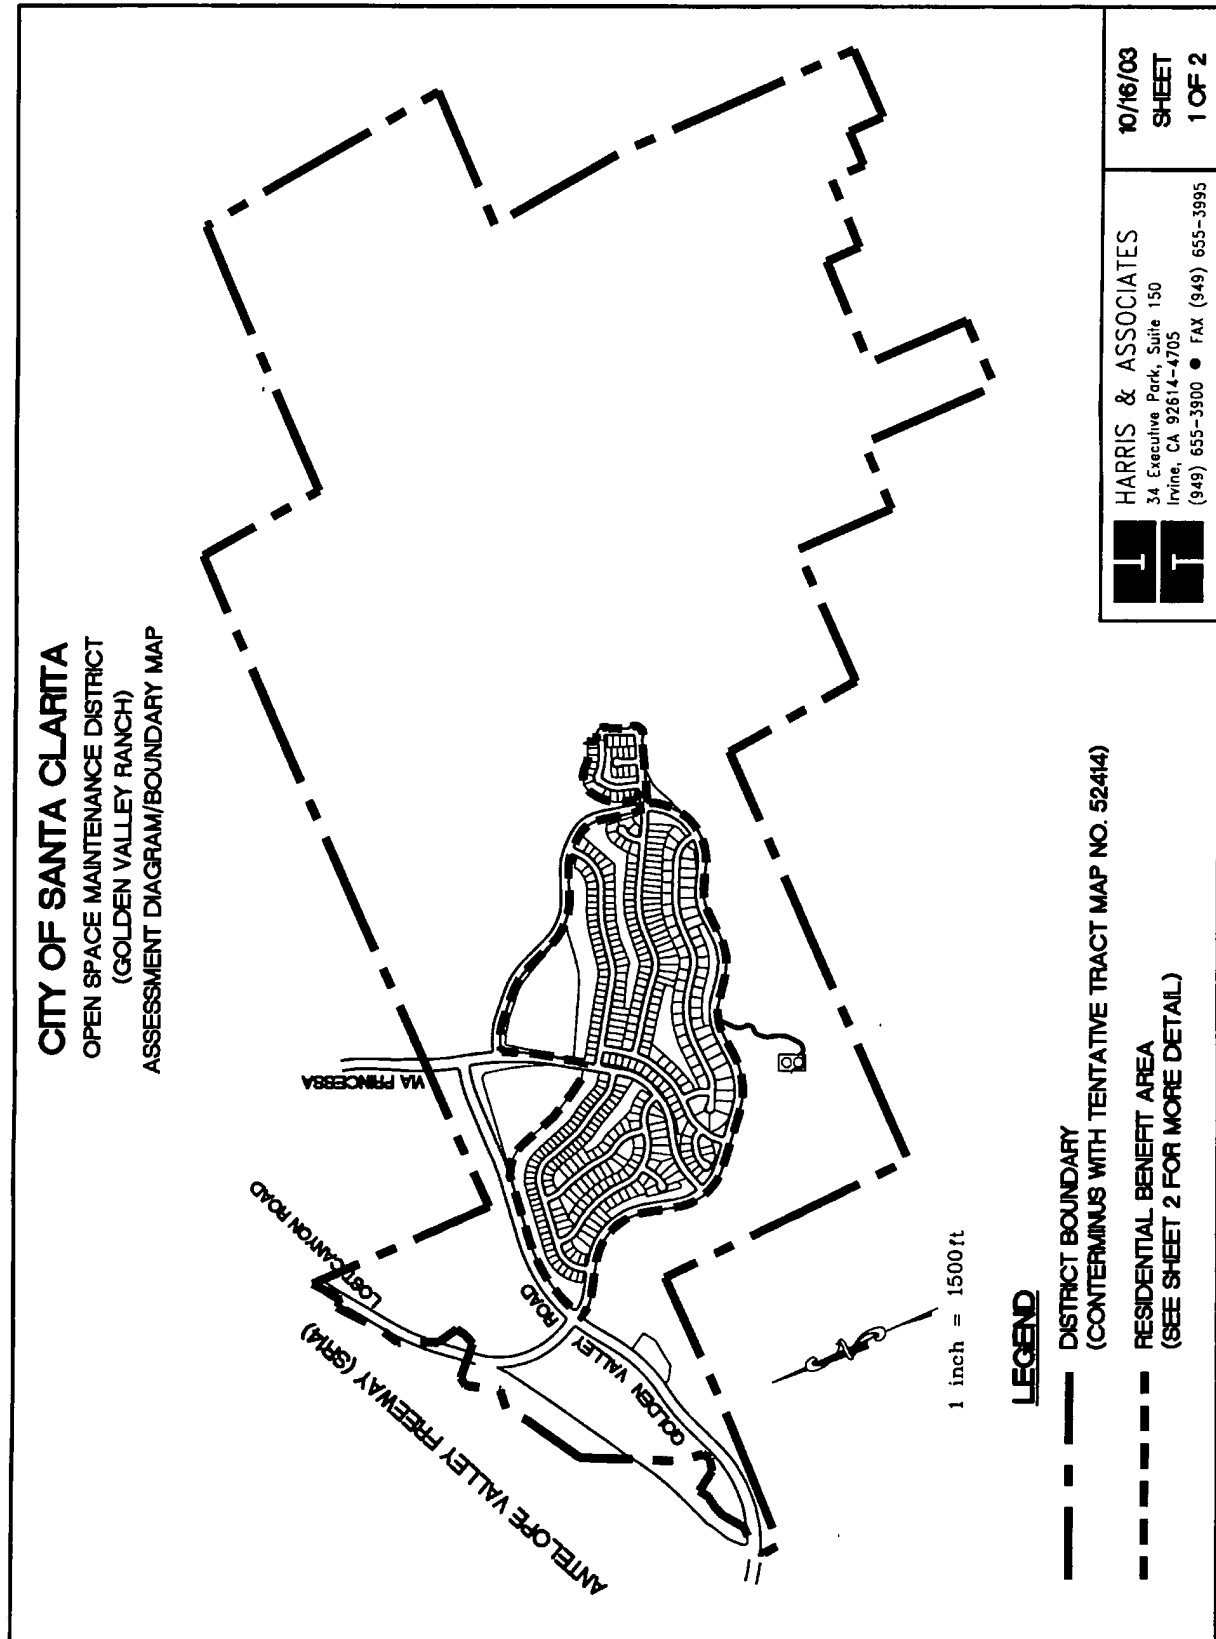 CITY OF SANTA CLARITA
OPEN SPACE MAINTENANCE DISTRICT
(GOLDEN VALLEY RANCH)
ASSESSMENT DIAGRAM/BOUNDARY MAP
VIA PRINCESSA
LOST CANYON ROAD
ANTELOPE VALLEY FREEWAY (SR14)
GOLDEN VALLEY
ROAD
1 inch = 1500ft
LEGEND
DISTRICT BOUNDARY
(CONTERMINUS WITH TENTATIVE TRACT MAP NO. 52414)
RESIDENTIAL BENEFIT AREA
(SEE SHEET 2 FOR MORE DETAIL)
HARRIS & ASSOCIATES
34 Executive Park, Suite 150
Irvine, CA 92614-4705
(949) 655-3900 ● FAX (949) 655-3995
10/16/03
SHEET
1 OF 2